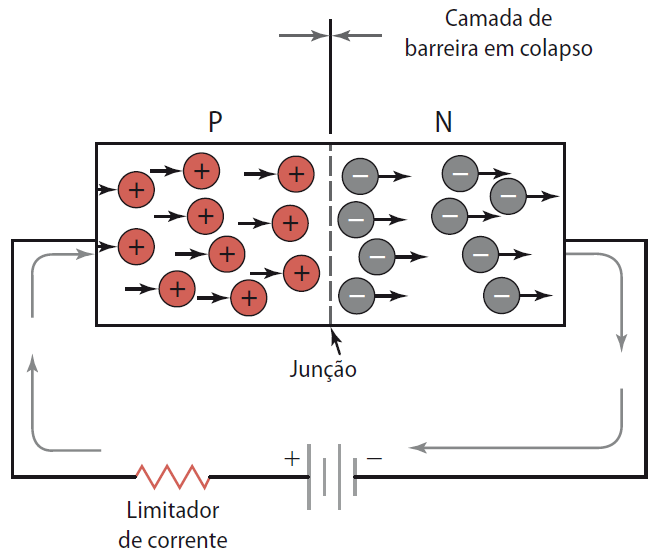 Camada de
barreira em colapso
P
N
+ + + − − −
+ + − −
+ + − −
+ + + − −
Junção
+ −
Limitador
de corrente